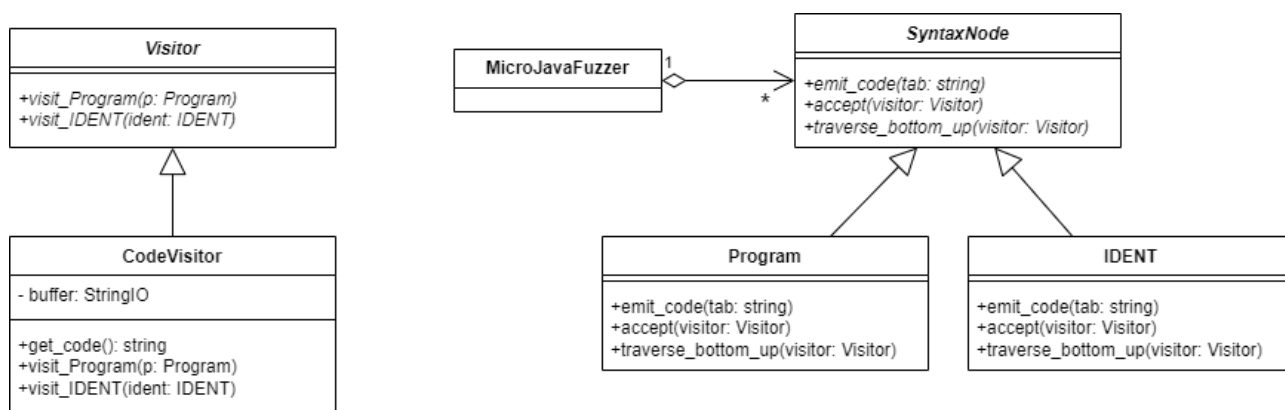 Visitor
+visit_Program(p: Program)
+visit_IDENT(ident: IDENT)
CodeVisitor
- buffer: StringIO
+get_code(): string
+visit_Program(p: Program)
+visit_IDENT(ident: IDENT)
MicroJavaFuzzer
1
*
SyntaxNode
+emit_code(tab: string)
+accept(visitor: Visitor)
+traverse_bottom_up(visitor: Visitor)
Program
+emit_code(tab: string)
+accept(visitor: Visitor)
+traverse_bottom_up(visitor: Visitor)
IDENT
+emit_code(tab: string)
+accept(visitor: Visitor)
+traverse_bottom_up(visitor: Visitor)